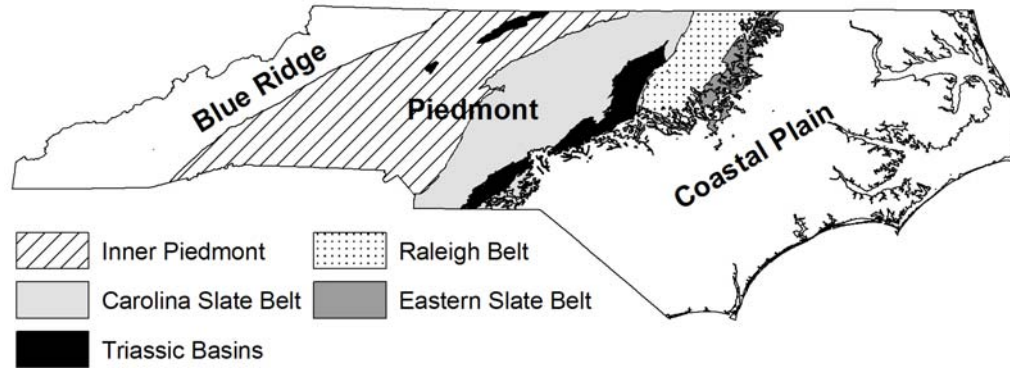 Blue Ridge
Piedmont
Coastal Plain
Inner Piedmont
Raleigh Belt
Carolina Slate Belt
Eastern Slate Belt
Triassic Basins